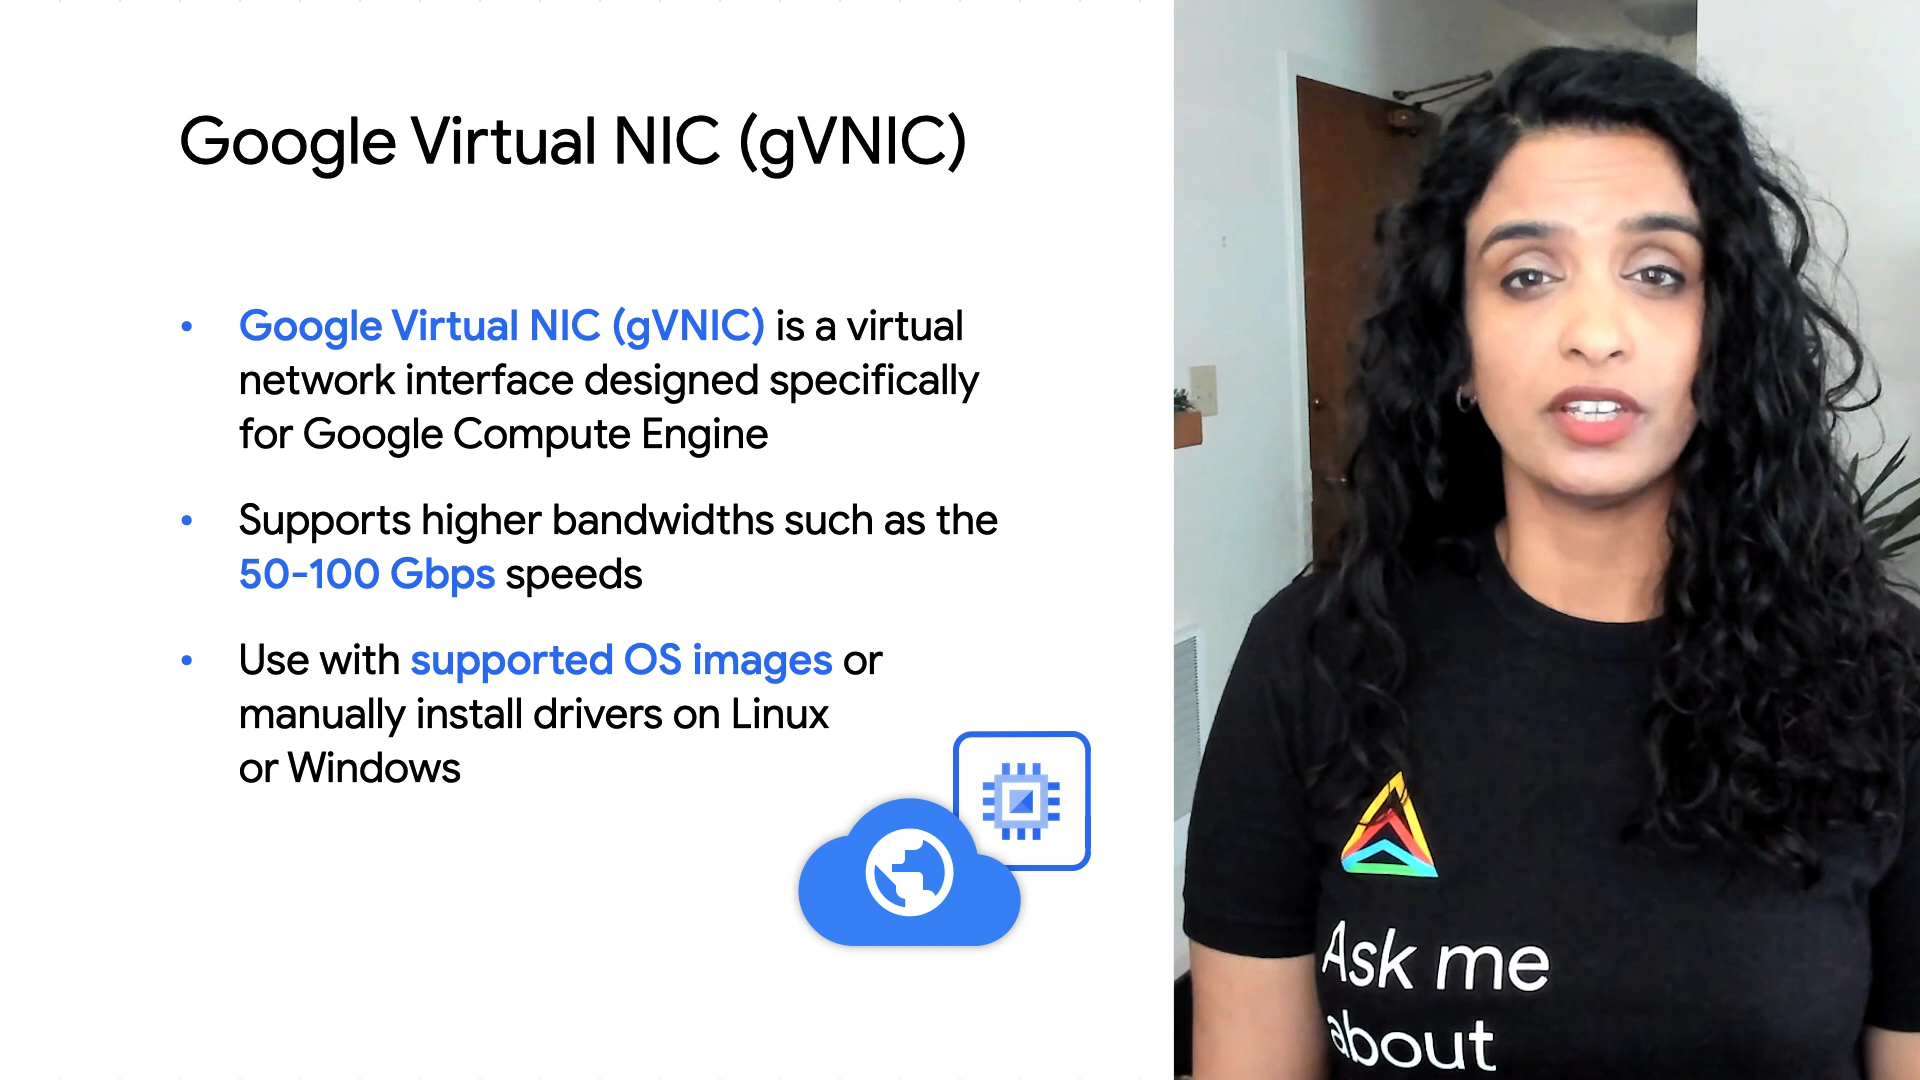 Google Virtual NIC (gVNIC)
• Google Virtual NIC (gVNIC) is a virtual
network interface designed specifically
for Google Compute Engine
• Supports higher bandwidths such as the
50-100 Gbps speeds
• Use with supported OS images or
manually install drivers on Linux
or Windows
Ask me
about